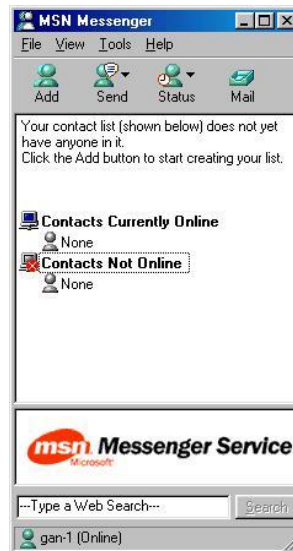 MSN Messenger
File View Tools Help
Add Send Status Mail
Your contact list (shown below) does not yet
have anyone in it.
Click the Add button to start creating your list.
Contacts Currently Online
None
Contacts Not Online
None
msn Messenger Service
Microsoft
---Type a Web Search--- Search
gan-1 (Online)